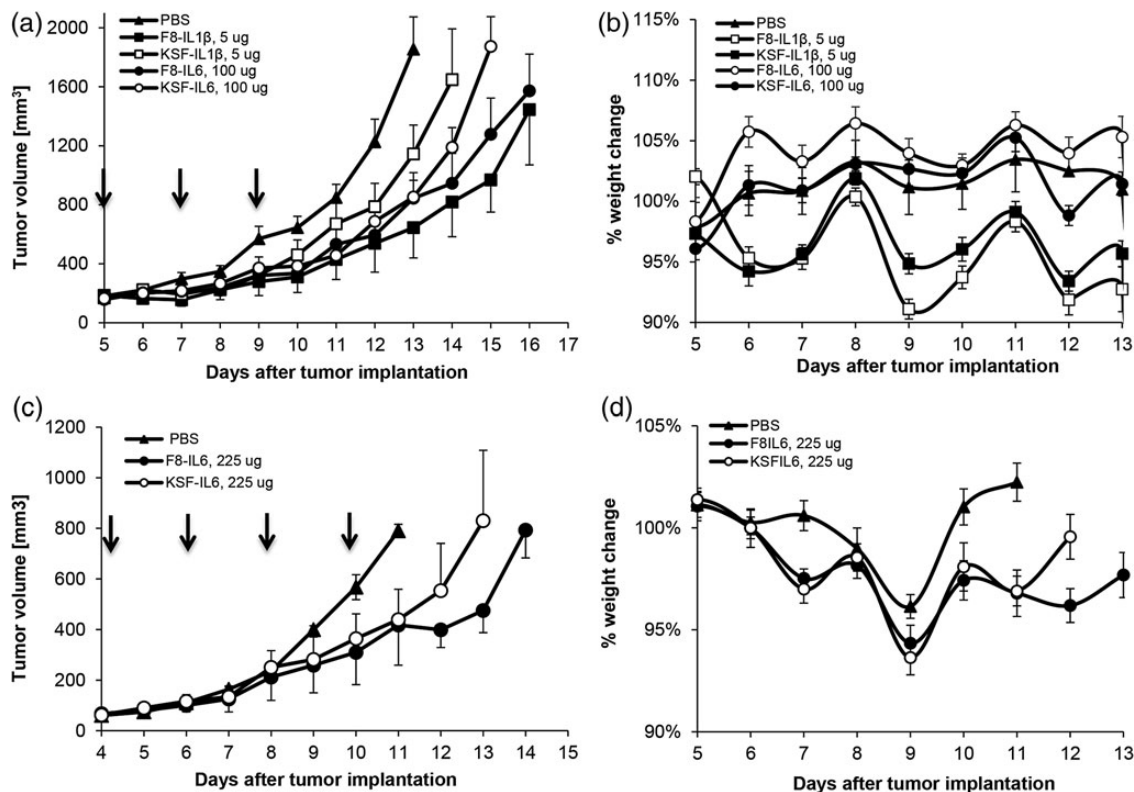 (a)
2000
1600
1200
800
400
0
Tumor volume [mm³]
PBS
F8-IL1β, 5 ug
KSF-IL1β, 5 ug
F8-IL6, 100 ug
KSF-IL6, 100 ug
5 6 7 8 9 10 11 12 13 14 15 16 17
Days after tumor implantation
(b)
115%
110%
105%
100%
95%
90%
% weight change
PBS
F8-IL1β, 5 ug
KSF-IL1β, 5 ug
F8-IL6, 100 ug
KSF-IL6, 100 ug
5 6 7 8 9 10 11 12 13
Days after tumor implantation
(c)
1200
1000
800
600
400
200
0
Tumor volume [mm3]
PBS
F8-IL6, 225 ug
KSF-IL6, 225 ug
4 5 6 7 8 9 10 11 12 13 14 15
Days after tumor implantation
(d)
105%
100%
95%
90%
% weight change
PBS
F8IL6, 225 ug
KSFIL6, 225 ug
5 6 7 8 9 10 11 12 13
Days after tumor implantation